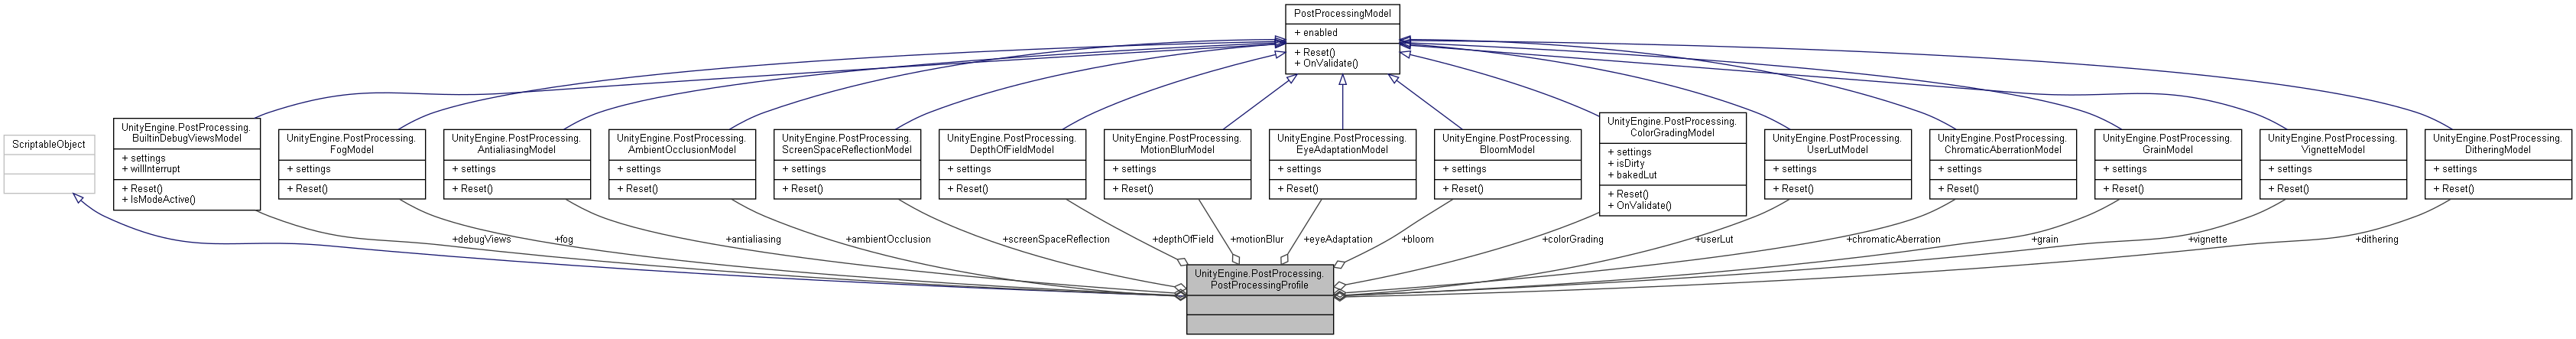 PostProcessingModel
+ enabled
+ Reset()
+ OnValidate()
ScriptableObject
UnityEngine.PostProcessing.
BuiltinDebugViewsModel
+ settings
+ willInterrupt
+ Reset()
+ IsModeActive()
UnityEngine.PostProcessing.
FogModel
+ settings
+ Reset()
UnityEngine.PostProcessing.
AntialiasingModel
+ settings
+ Reset()
UnityEngine.PostProcessing.
AmbientOcclusionModel
+ settings
+ Reset()
UnityEngine.PostProcessing.
ScreenSpaceReflectionModel
+ settings
+ Reset()
UnityEngine.PostProcessing.
DepthOfFieldModel
+ settings
+ Reset()
UnityEngine.PostProcessing.
MotionBlurModel
+ settings
+ Reset()
UnityEngine.PostProcessing.
EyeAdaptationModel
+ settings
+ Reset()
UnityEngine.PostProcessing.
BloomModel
+ settings
+ Reset()
UnityEngine.PostProcessing.
ColorGradingModel
+ settings
+ isDirty
+ bakedLut
+ Reset()
+ OnValidate()
UnityEngine.PostProcessing.
UserLutModel
+ settings
+ Reset()
UnityEngine.PostProcessing.
ChromaticAberrationModel
+ settings
+ Reset()
UnityEngine.PostProcessing.
GrainModel
+ settings
+ Reset()
UnityEngine.PostProcessing.
VignetteModel
+ settings
+ Reset()
UnityEngine.PostProcessing.
DitheringModel
+ settings
+ Reset()
+debugViews
+fog
+antialiasing
+ambientOcclusion
+screenSpaceReflection
+depthOfField
+motionBlur
+eyeAdaptation
+bloom
+colorGrading
+userLut
+chromaticAberration
+grain
+vignette
+dithering
UnityEngine.PostProcessing.
PostProcessingProfile